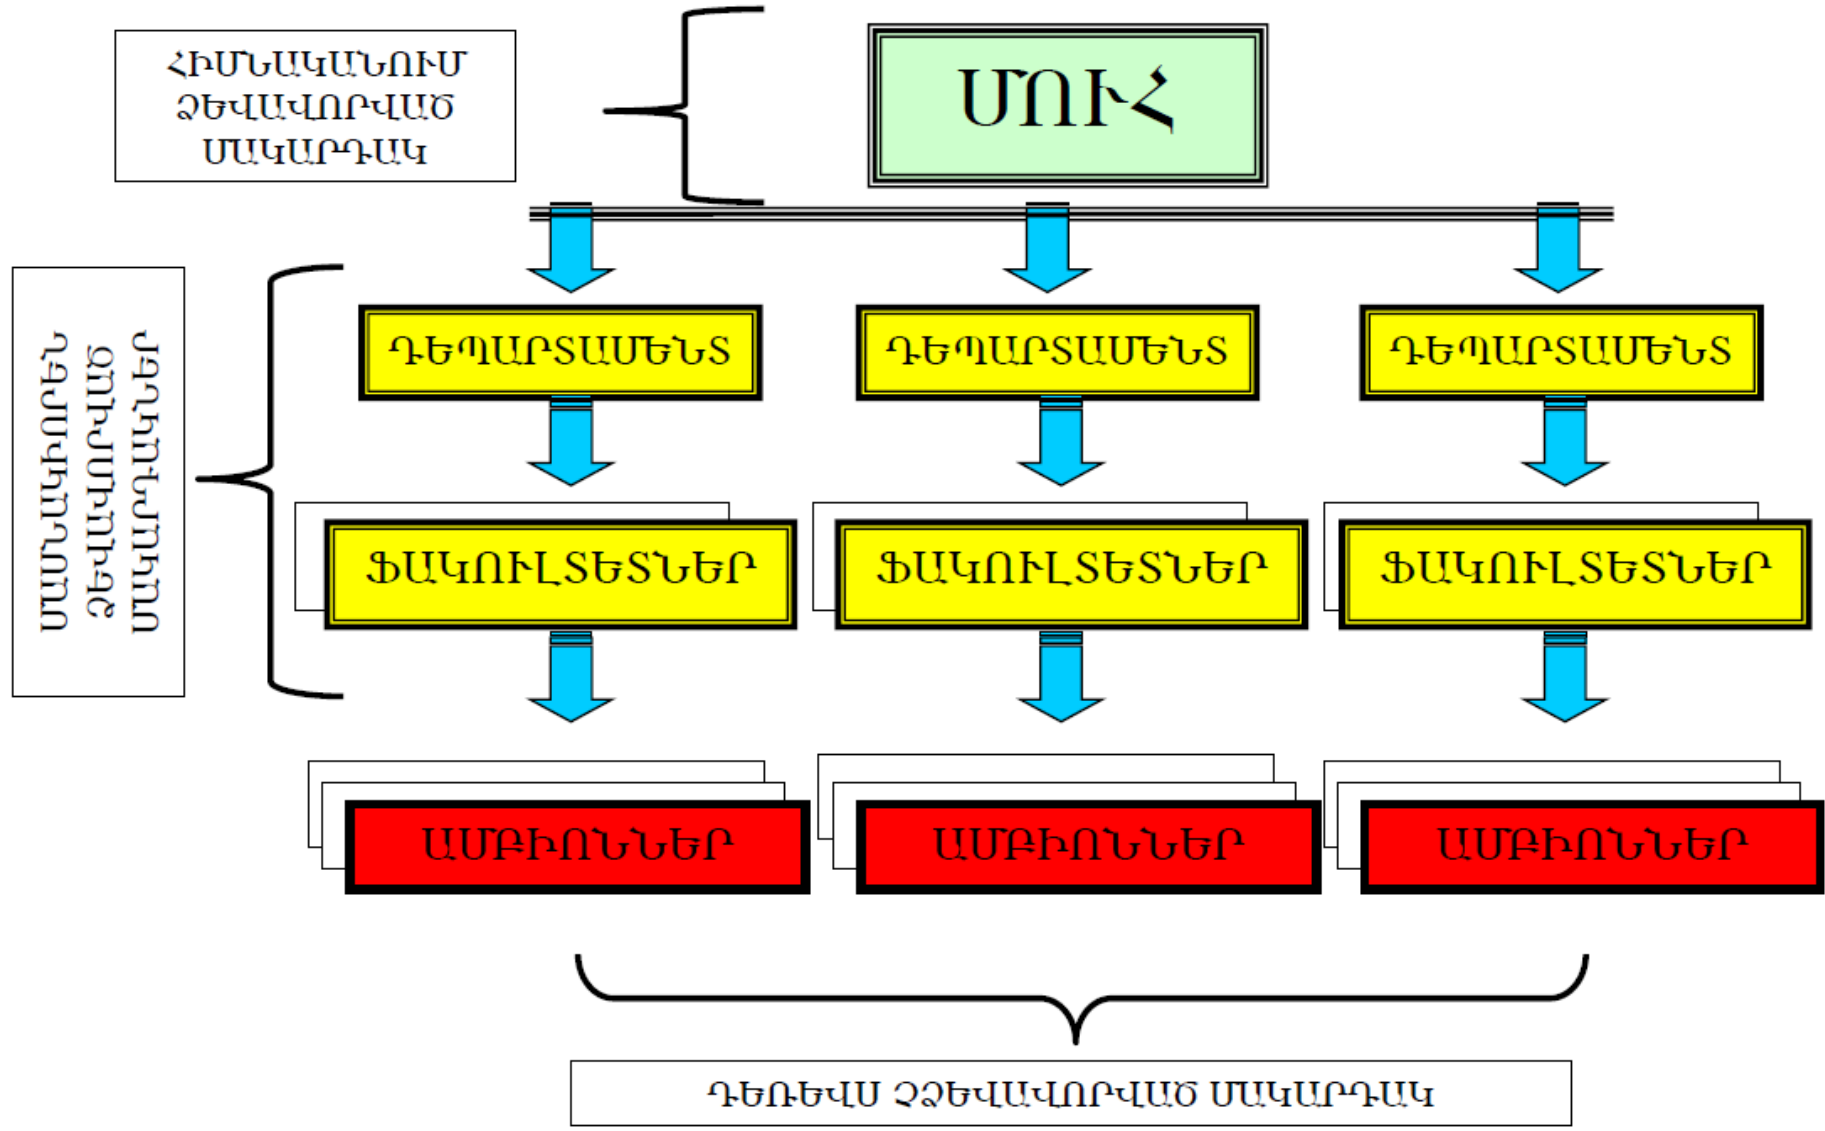 ՀԻՄՆԱԿԱՆՈՒՄ
ՁԵՎԱՎՈՐՎԱԾ
ՄԱԿԱՐԴԱԿ
ՄՈՒՀ
ՄԱՍՆԱԿԻՈՐԵՆ
ՁԵՎԱՎՈՐՎԱԾ
ՄԱԿԱՐԴԱԿՆԵՐ
ԴԵՊԱՐՏԱՄԵՆՏ
ԴԵՊԱՐՏԱՄԵՆՏ
ԴԵՊԱՐՏԱՄԵՆՏ
ՖԱԿՈՒԼՏԵՏՆԵՐ
ՖԱԿՈՒԼՏԵՏՆԵՐ
ՖԱԿՈՒԼՏԵՏՆԵՐ
ԱՄԲԻՈՆՆԵՐ
ԱՄԲԻՈՆՆԵՐ
ԱՄԲԻՈՆՆԵՐ
ԴԵՌԵՎՍ ՉՁԵՎԱՎՈՐՎԱԾ ՄԱԿԱՐԴԱԿ